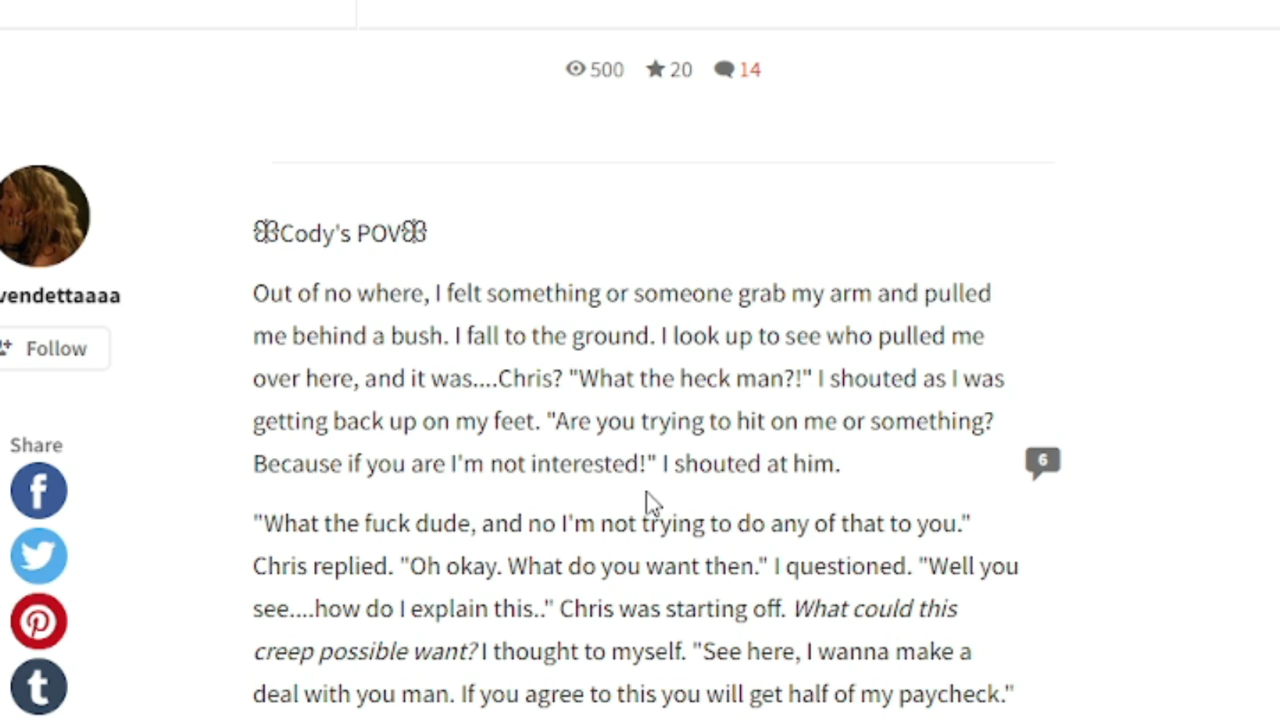 500 20 14
Cody's POV
vendettaaaa
Follow
Share
Out of no where, I felt something or someone grab my arm and pulled
me behind a bush. I fall to the ground. I look up to see who pulled me
over here, and it was....Chris? "What the heck man?!" I shouted as I was
getting back up on my feet. "Are you trying to hit on me or something?
Because if you are I'm not interested!" I shouted at him.
6
"What the fuck dude, and no I'm not trying to do any of that to you."
Chris replied. "Oh okay. What do you want then." I questioned. "Well you
see....how do I explain this.." Chris was starting off. What could this
creep possible want? I thought to myself. "See here, I wanna make a
deal with you man. If you agree to this you will get half of my paycheck."